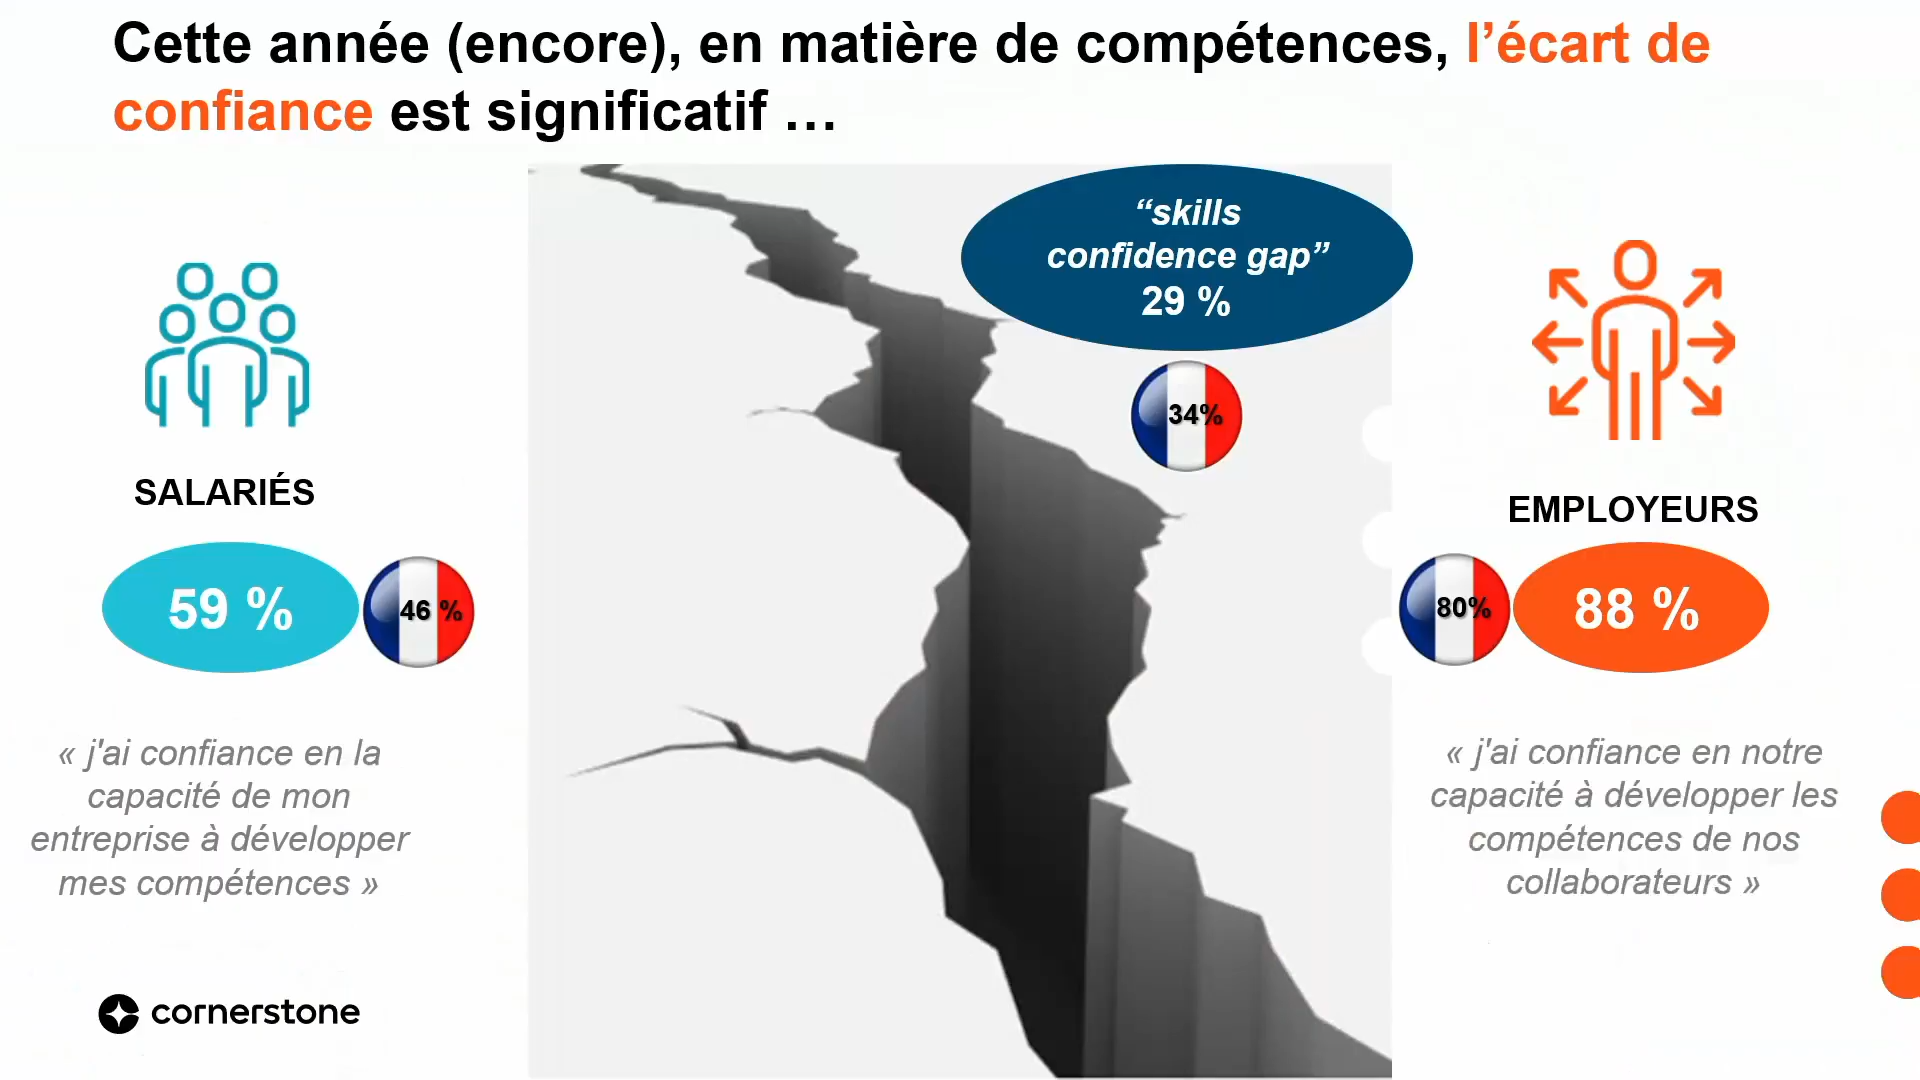 Cette année (encore), en matière de compétences, l’écart de
confiance est significatif …
“skills
confidence gap”
29 %
34%
SALARIÉS
59 %
46 %
« j'ai confiance en la
capacité de mon
entreprise à développer
mes compétences »
EMPLOYEURS
80%
88 %
« j'ai confiance en notre
capacité à développer les
compétences de nos
collaborateurs »
cornerstone